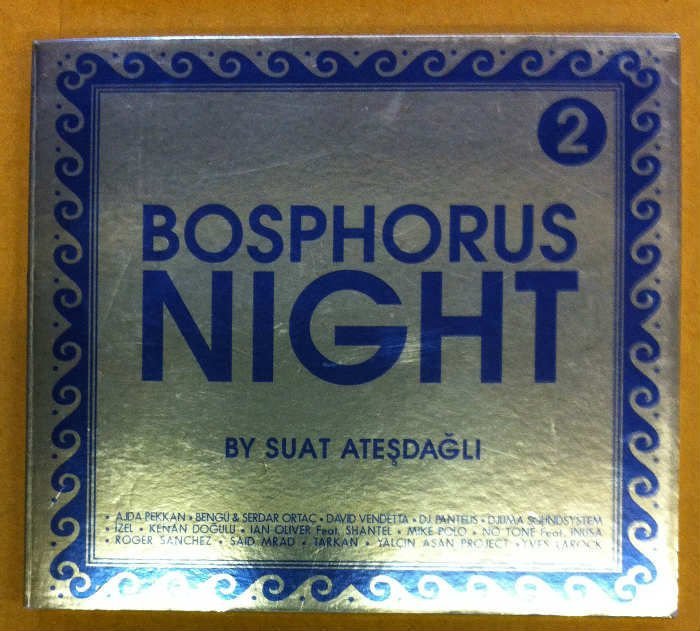 2
BOSPHORUS
NIGHT
BY SUAT ATEŞDAĞLI
• AJDA PEKKAN • BENGÜ & SERDAR ORTAÇ • DAVID VENDETTA • DJ PANTELIS • DJUMA SOUNDSYSTEM
• İZEL • KENAN DOĞULU • IAN OLIVER Feat. SHANTEL • MIKE POLO • NO TONE Feat. INUSA
• ROGER SANCHEZ • SAID MRAD • TARKAN • YALÇIN AŞAN PROJECT • YVES LAROCK